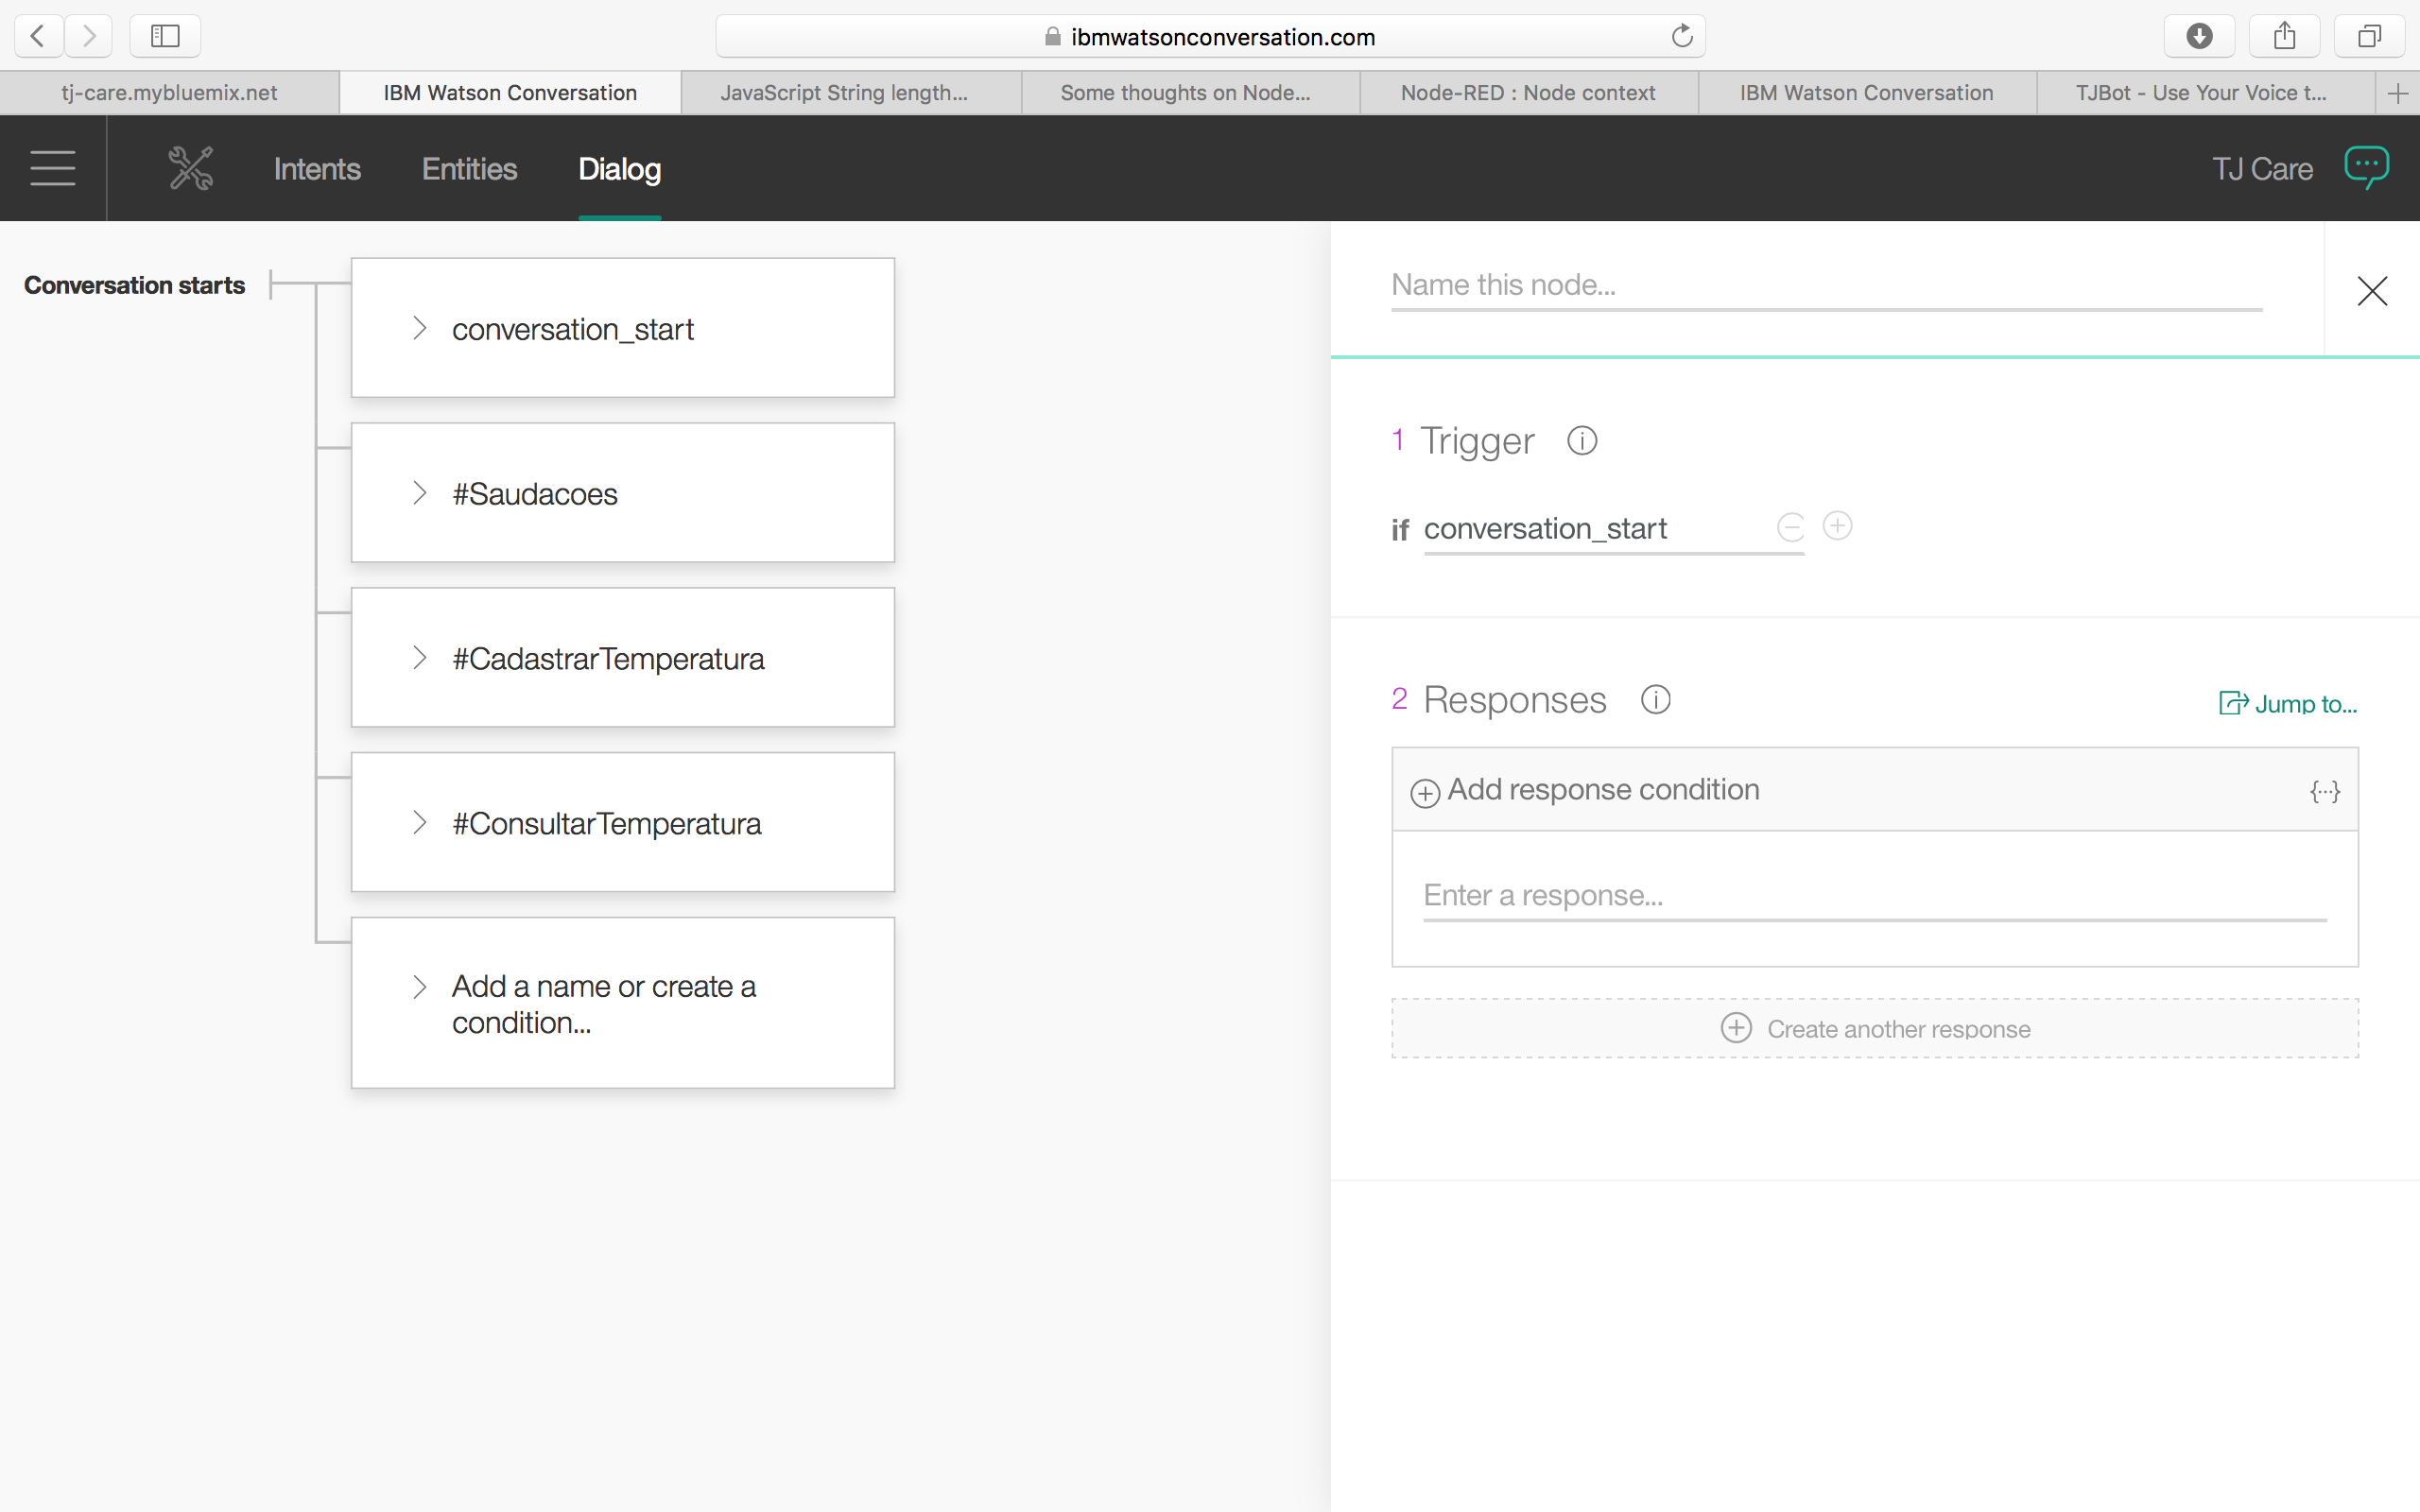 ibmwatsonconversation.com
tj-care.mybluemix.net
IBM Watson Conversation
JavaScript String length...
Some thoughts on Node...
Node-RED : Node context
IBM Watson Conversation
TJBot - Use Your Voice t...
Intents
Entities
Dialog
TJ Care
Conversation starts
conversation_start
#Saudacoes
#CadastrarTemperatura
#ConsultarTemperatura
Add a name or create a
condition...
Name this node...
1 Trigger
if conversation_start
2 Responses
Jump to...
Add response condition
{...}
Enter a response...
Create another response